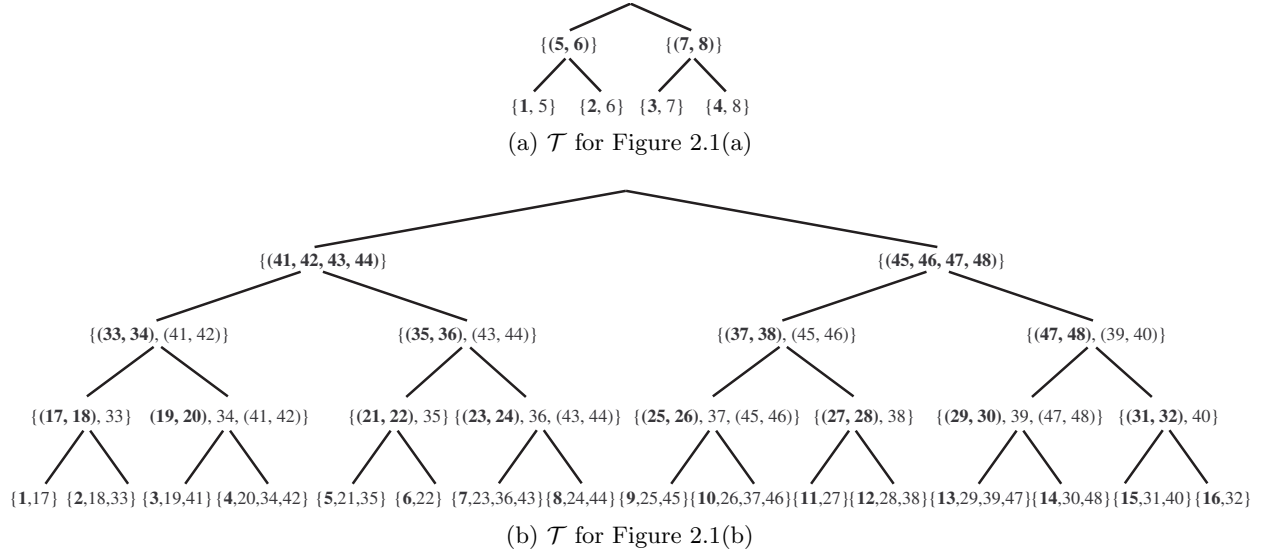 {(5, 6)} {(7, 8)}
{1, 5} {2, 6} {3, 7} {4, 8}
(a) 𝒯 for Figure 2.1(a)
{(41, 42, 43, 44)} {(45, 46, 47, 48)}
{(33, 34), (41, 42)} {(35, 36), (43, 44)} {(37, 38), (45, 46)} {(47, 48), (39, 40)}
{(17, 18), 33} (19, 20), 34, (41, 42)} {(21, 22), 35} {(23, 24), 36, (43, 44)} {(25, 26), 37, (45, 46)} {(27, 28), 38} {(29, 30), 39, (47, 48)} {(31, 32), 40}
{1,17} {2,18,33} {3,19,41} {4,20,34,42} {5,21,35} {6,22} {7,23,36,43} {8,24,44} {9,25,45} {10,26,37,46} {11,27} {12,28,38} {13,29,39,47} {14,30,48} {15,31,40} {16,32}
(b) 𝒯 for Figure 2.1(b)